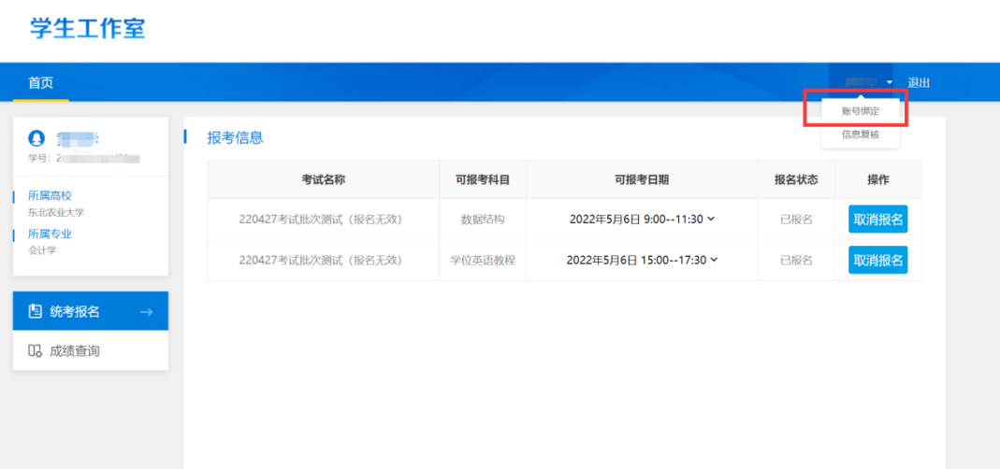 学生工作室
首页
退出
账号绑定
信息复核
学号：2
所属高校
东北农业大学
所属专业
会计学
统考报名
成绩查询
报考信息
考试名称 可报考科目 可报考日期 报名状态 操作
220427考试批次测试（报名无效） 数据结构 2022年5月6日 9:00--11:30 已报名 取消报名
220427考试批次测试（报名无效） 学位英语教程 2022年5月6日 15:00--17:30 已报名 取消报名